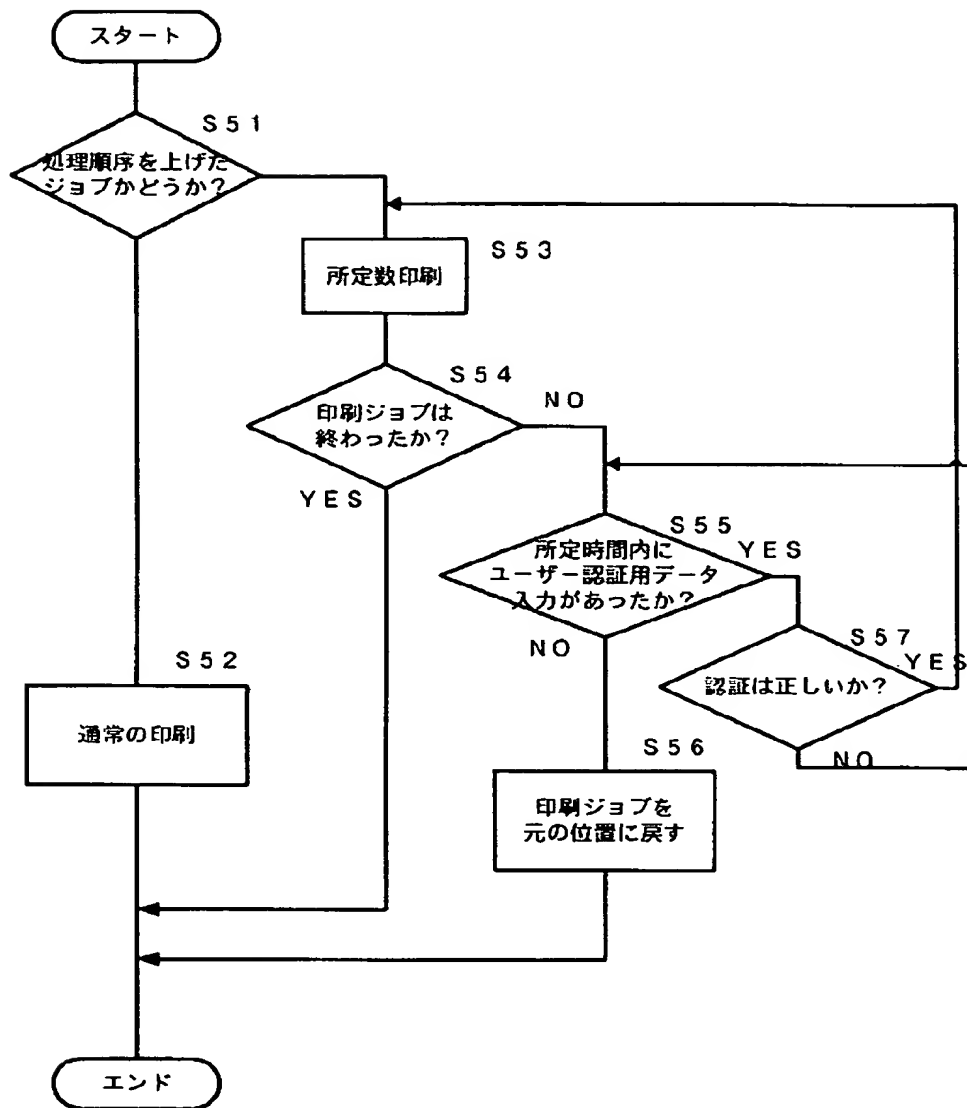 スタート
S51
処理順序を上げた
ジョブかどうか?
S53
所定数印刷
S54
印刷ジョブは
終わったか?
NO
YES
S55
所定時間内に
ユーザー認証用データ
入力があったか?
YES
NO
S57
認証は正しいか?
YES
NO
S52
通常の印刷
S56
印刷ジョブを
元の位置に戻す
エンド